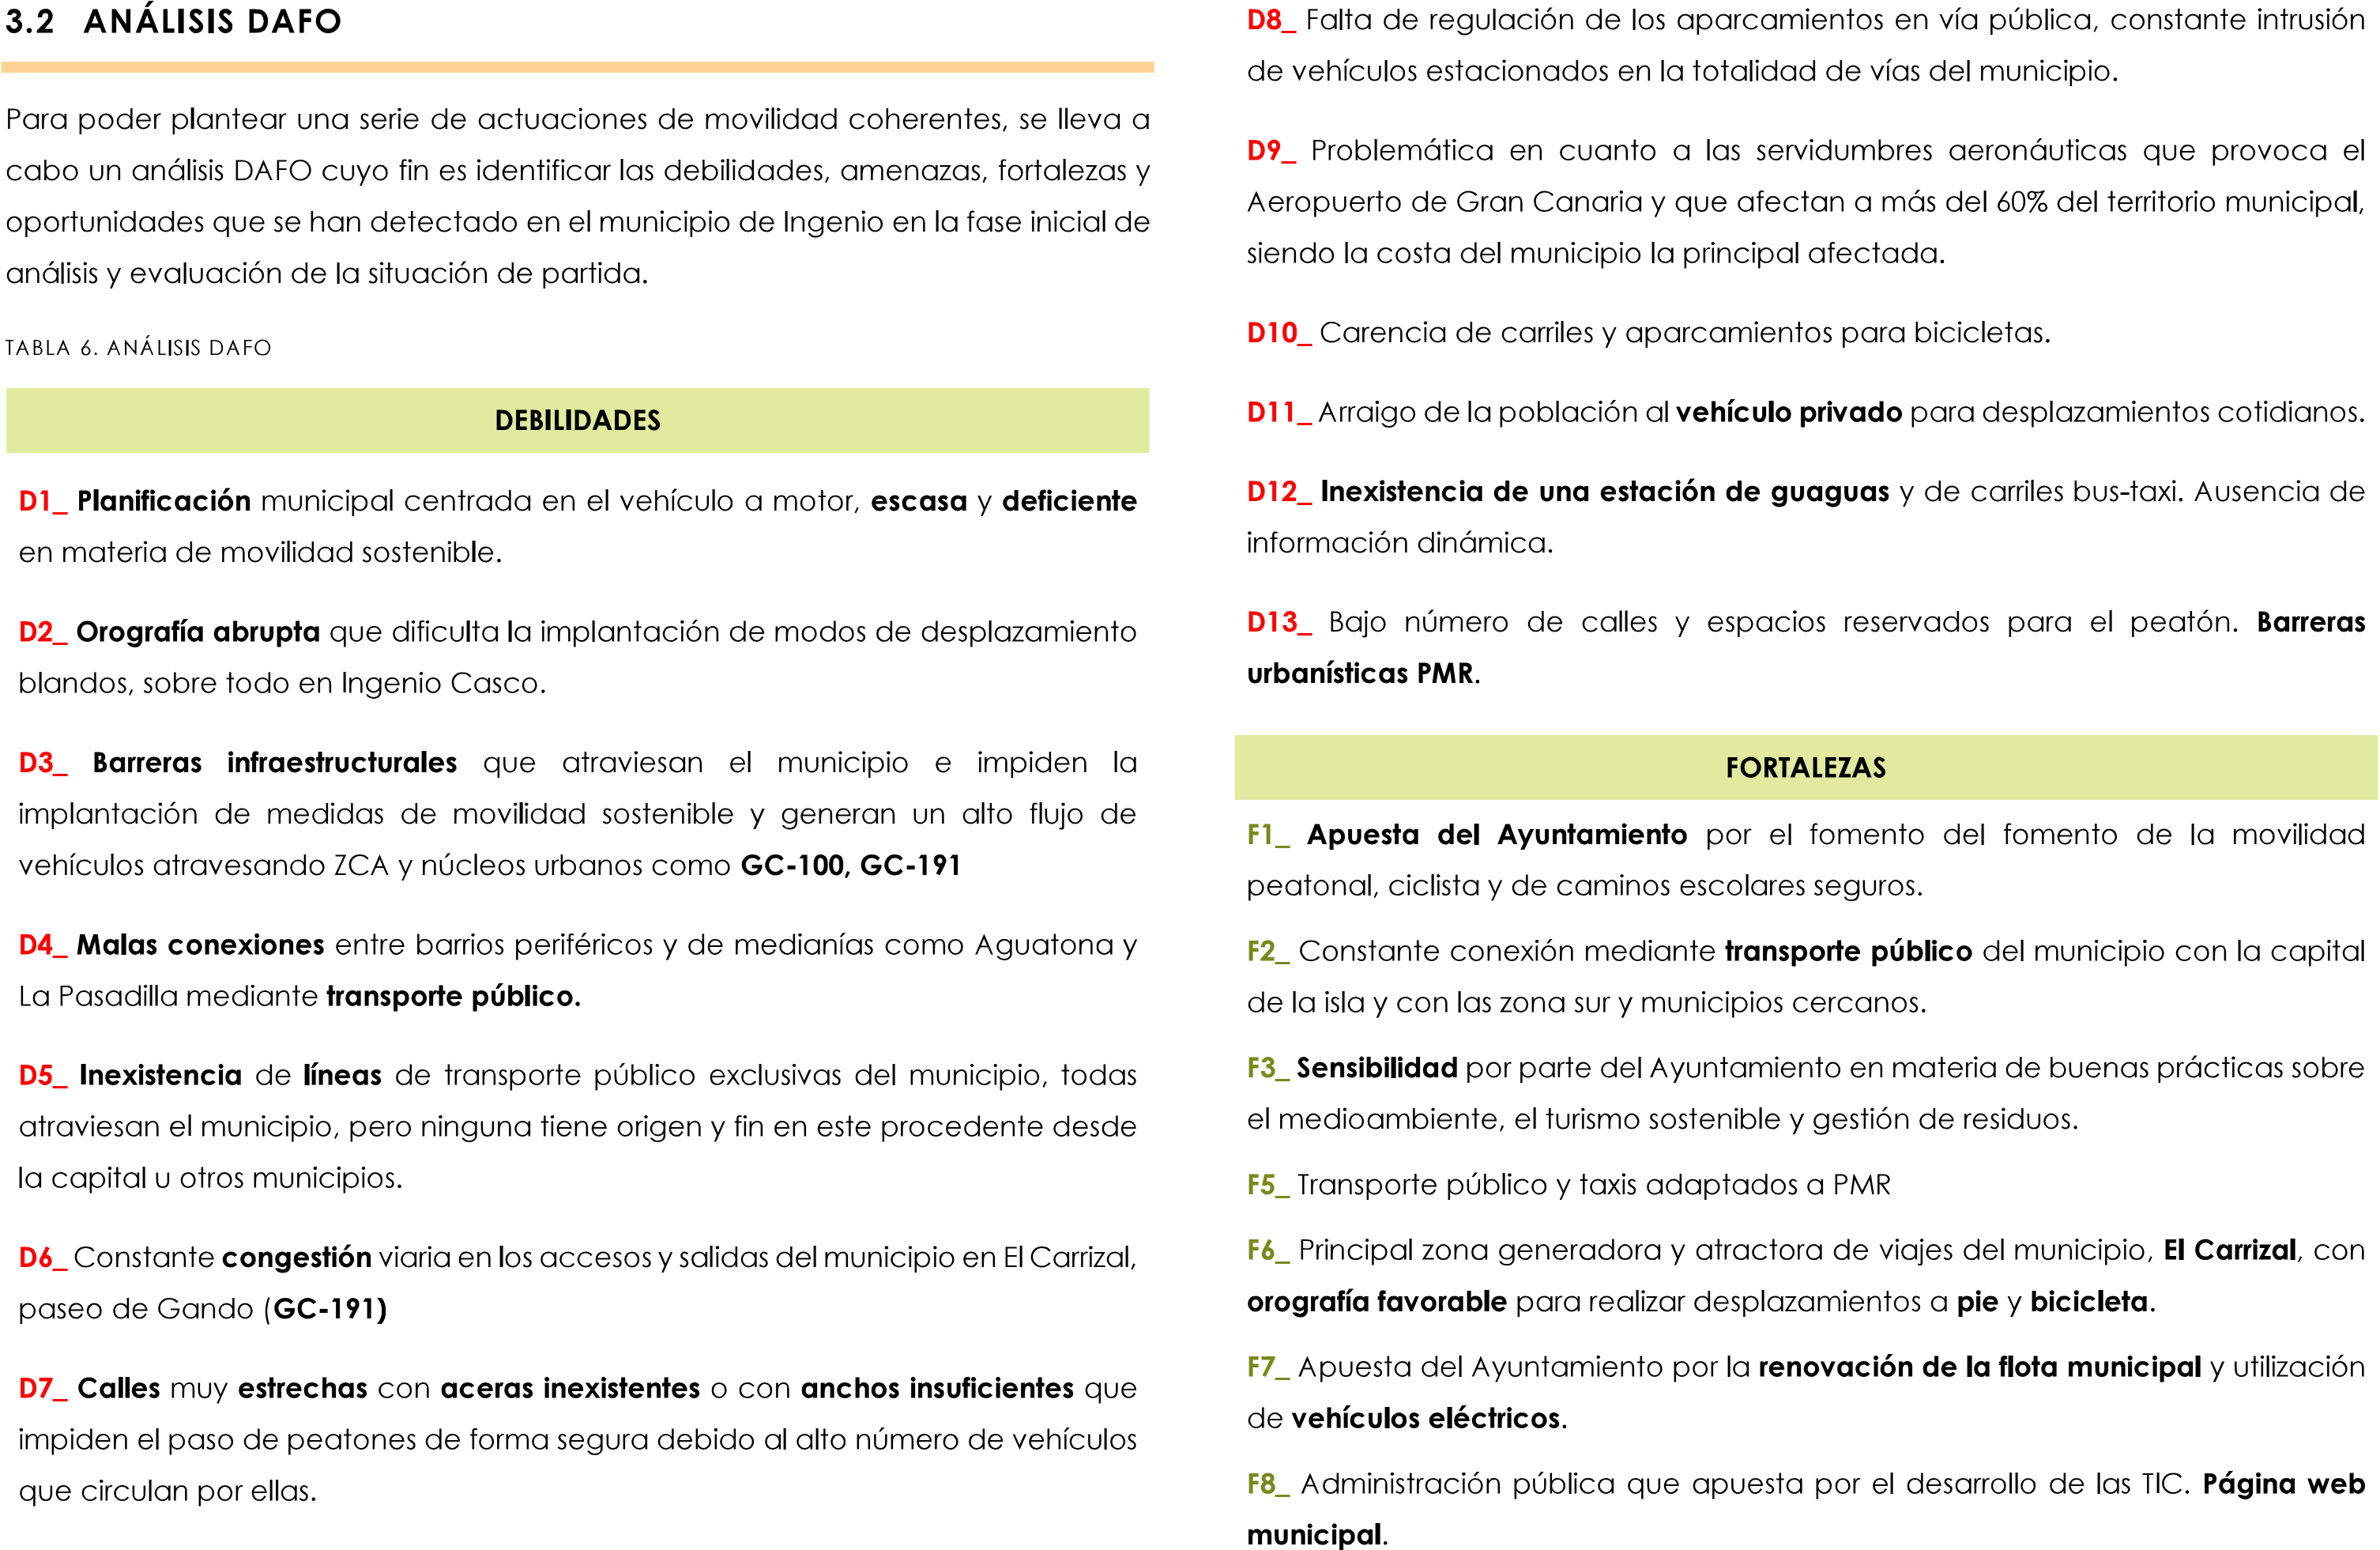 3.2 ANÁLISIS DAFO
Para poder plantear una serie de actuaciones de movilidad coherentes, se lleva a
cabo un análisis DAFO cuyo fin es identificar las debilidades, amenazas, fortalezas y
oportunidades que se han detectado en el municipio de Ingenio en la fase inicial de
análisis y evaluación de la situación de partida.
TABLA 6. ANÁLISIS DAFO
DEBILIDADES
D1_ Planificación municipal centrada en el vehículo a motor, escasa y deficiente
en materia de movilidad sostenible.
D2_ Orografía abrupta que dificulta la implantación de modos de desplazamiento
blandos, sobre todo en Ingenio Casco.
D3_ Barreras infraestructurales que atraviesan el municipio e impiden la
implantación de medidas de movilidad sostenible y generan un alto flujo de
vehículos atravesando ZCA y núcleos urbanos como GC-100, GC-191
D4_ Malas conexiones entre barrios periféricos y de medianías como Aguatona y
La Pasadilla mediante transporte público.
D5_ Inexistencia de líneas de transporte público exclusivas del municipio, todas
atraviesan el municipio, pero ninguna tiene origen y fin en este procedente desde
la capital u otros municipios.
D6_ Constante congestión viaria en los accesos y salidas del municipio en El Carrizal,
paseo de Gando (GC-191)
D7_ Calles muy estrechas con aceras inexistentes o con anchos insuficientes que
impiden el paso de peatones de forma segura debido al alto número de vehículos
que circulan por ellas.
D8_ Falta de regulación de los aparcamientos en vía pública, constante intrusión
de vehículos estacionados en la totalidad de vías del municipio.
D9_ Problemática en cuanto a las servidumbres aeronáuticas que provoca el
Aeropuerto de Gran Canaria y que afectan a más del 60% del territorio municipal,
siendo la costa del municipio la principal afectada.
D10_ Carencia de carriles y aparcamientos para bicicletas.
D11_ Arraigo de la población al vehículo privado para desplazamientos cotidianos.
D12_ Inexistencia de una estación de guaguas y de carriles bus-taxi. Ausencia de
información dinámica.
D13_ Bajo número de calles y espacios reservados para el peatón. Barreras
urbanísticas PMR.
FORTALEZAS
F1_ Apuesta del Ayuntamiento por el fomento del fomento de la movilidad
peatonal, ciclista y de caminos escolares seguros.
F2_ Constante conexión mediante transporte público del municipio con la capital
de la isla y con las zona sur y municipios cercanos.
F3_ Sensibilidad por parte del Ayuntamiento en materia de buenas prácticas sobre
el medioambiente, el turismo sostenible y gestión de residuos.
F5_ Transporte público y taxis adaptados a PMR
F6_ Principal zona generadora y atractora de viajes del municipio, El Carrizal, con
orografía favorable para realizar desplazamientos a pie y bicicleta.
F7_ Apuesta del Ayuntamiento por la renovación de la flota municipal y utilización
de vehículos eléctricos.
F8_ Administración pública que apuesta por el desarrollo de las TIC. Página web
municipal.